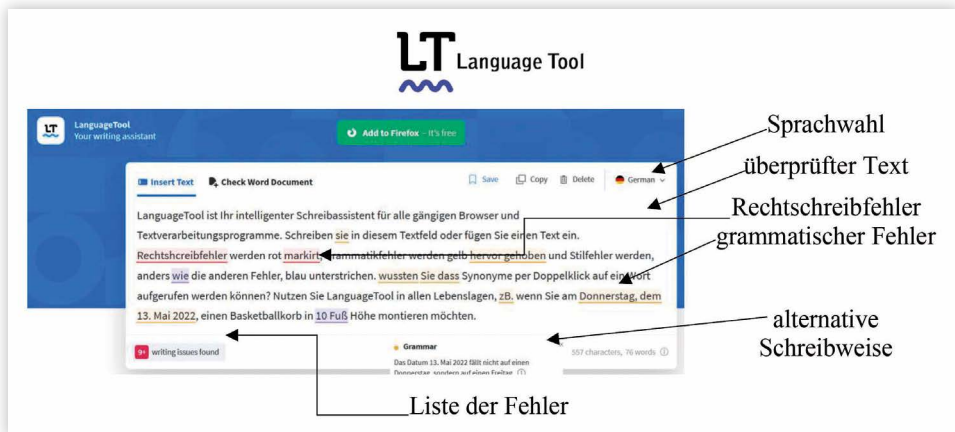 LT Language Tool
LT LanguageTool
Your writing assistant
Add to Firefox – It's free
Sprachwahl
überprüfter Text
Rechtschreibfehler
grammatischer Fehler
alternative
Schreibweise
Liste der Fehler
Insert Text Check Word Document Save Copy Delete German
LanguageTool ist Ihr intelligenter Schreibassistent für alle gängigen Browser und
Textverarbeitungsprogramme. Schreiben sie in diesem Textfeld oder fügen Sie einen Text ein.
Rechtshcreibfehler werden rot markirt, Grammatikfehler werden gelb hervor gehoben und Stilfehler werden,
anders wie die anderen Fehler, blau unterstrichen. wussten Sie dass Synonyme per Doppelklick auf ein Wort
aufgerufen werden können? Nutzen Sie LanguageTool in allen Lebenslagen, zB. wenn Sie am Donnerstag, dem
13. Mai 2022, einen Basketballkorb in 10 Fuß Höhe montieren möchten.
9+ writing issues found
Grammar
Das Datum 13. Mai 2022 fällt nicht auf einen
Donnerstag, sondern auf einen Freitag.
557 characters, 76 words